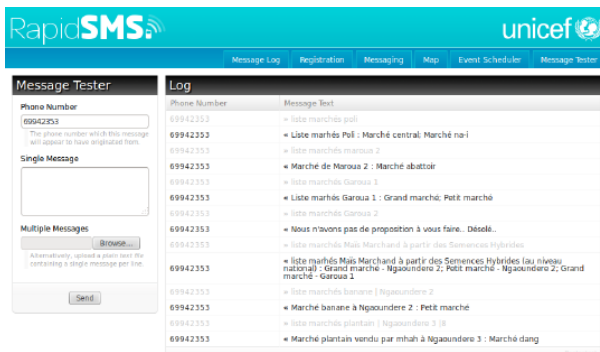 RapidSMS
unicef
Message Log Registration Messaging Map Event Scheduler Message Tester
Message Tester
Phone Number
69942353
The phone number which this message
will appear to have originated from.
Single Message
Multiple Messages
Browse...
Alternatively, upload a plain text file
containing a single message per line.
Send
Log
Phone Number Message Text
69942353 » liste marchés poli
69942353 « Liste marhés Poli : Marché central; Marché na-i
69942353 » liste marchés maroua 2
69942353 « Marché de Maroua 2 : Marché abattoir
69942353 » liste marchés Garoua 1
69942353 « Liste marhés Garoua 1 : Grand marché; Petit marché
69942353 » liste marchés Garoua 2
69942353 « Nous n'avons pas de proposition à vous faire.. Désolé..
69942353 » liste marchés Maïs Marchand à partir des Semences Hybrides
69942353 « liste marhés Maïs Marchand à partir des Semences Hybrides (au niveau
national) : Grand marché - Ngaoundere 2; Petit marché - Ngaoundere 2; Grand
marché - Garoua 1
69942353 » liste marchés banane | Ngaoundere 2
69942353 « Marché banane à Ngaoundere 2 : Petit marché
69942353 » liste marchés plantain | Ngaoundere 3 |8
69942353 « Marché plantain vendu par mhah à Ngaoundere 3 : Marché dang